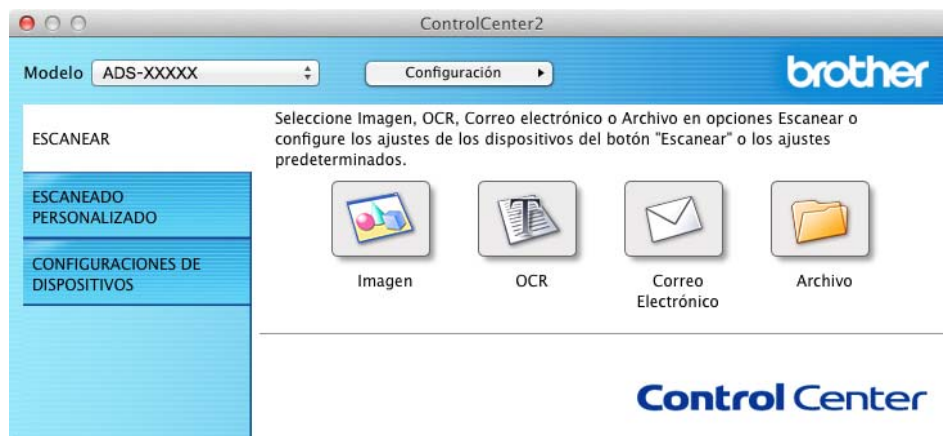 ControlCenter2
Modelo ADS-XXXXX Configuración brother
ESCANEAR
ESCANEADO
PERSONALIZADO
CONFIGURACIONES DE
DISPOSITIVOS
Seleccione Imagen, OCR, Correo electrónico o Archivo en opciones Escanear o
configure los ajustes de los dispositivos del botón "Escanear" o los ajustes
predeterminados.
Imagen
OCR
Correo
Electrónico
Archivo
Control Center